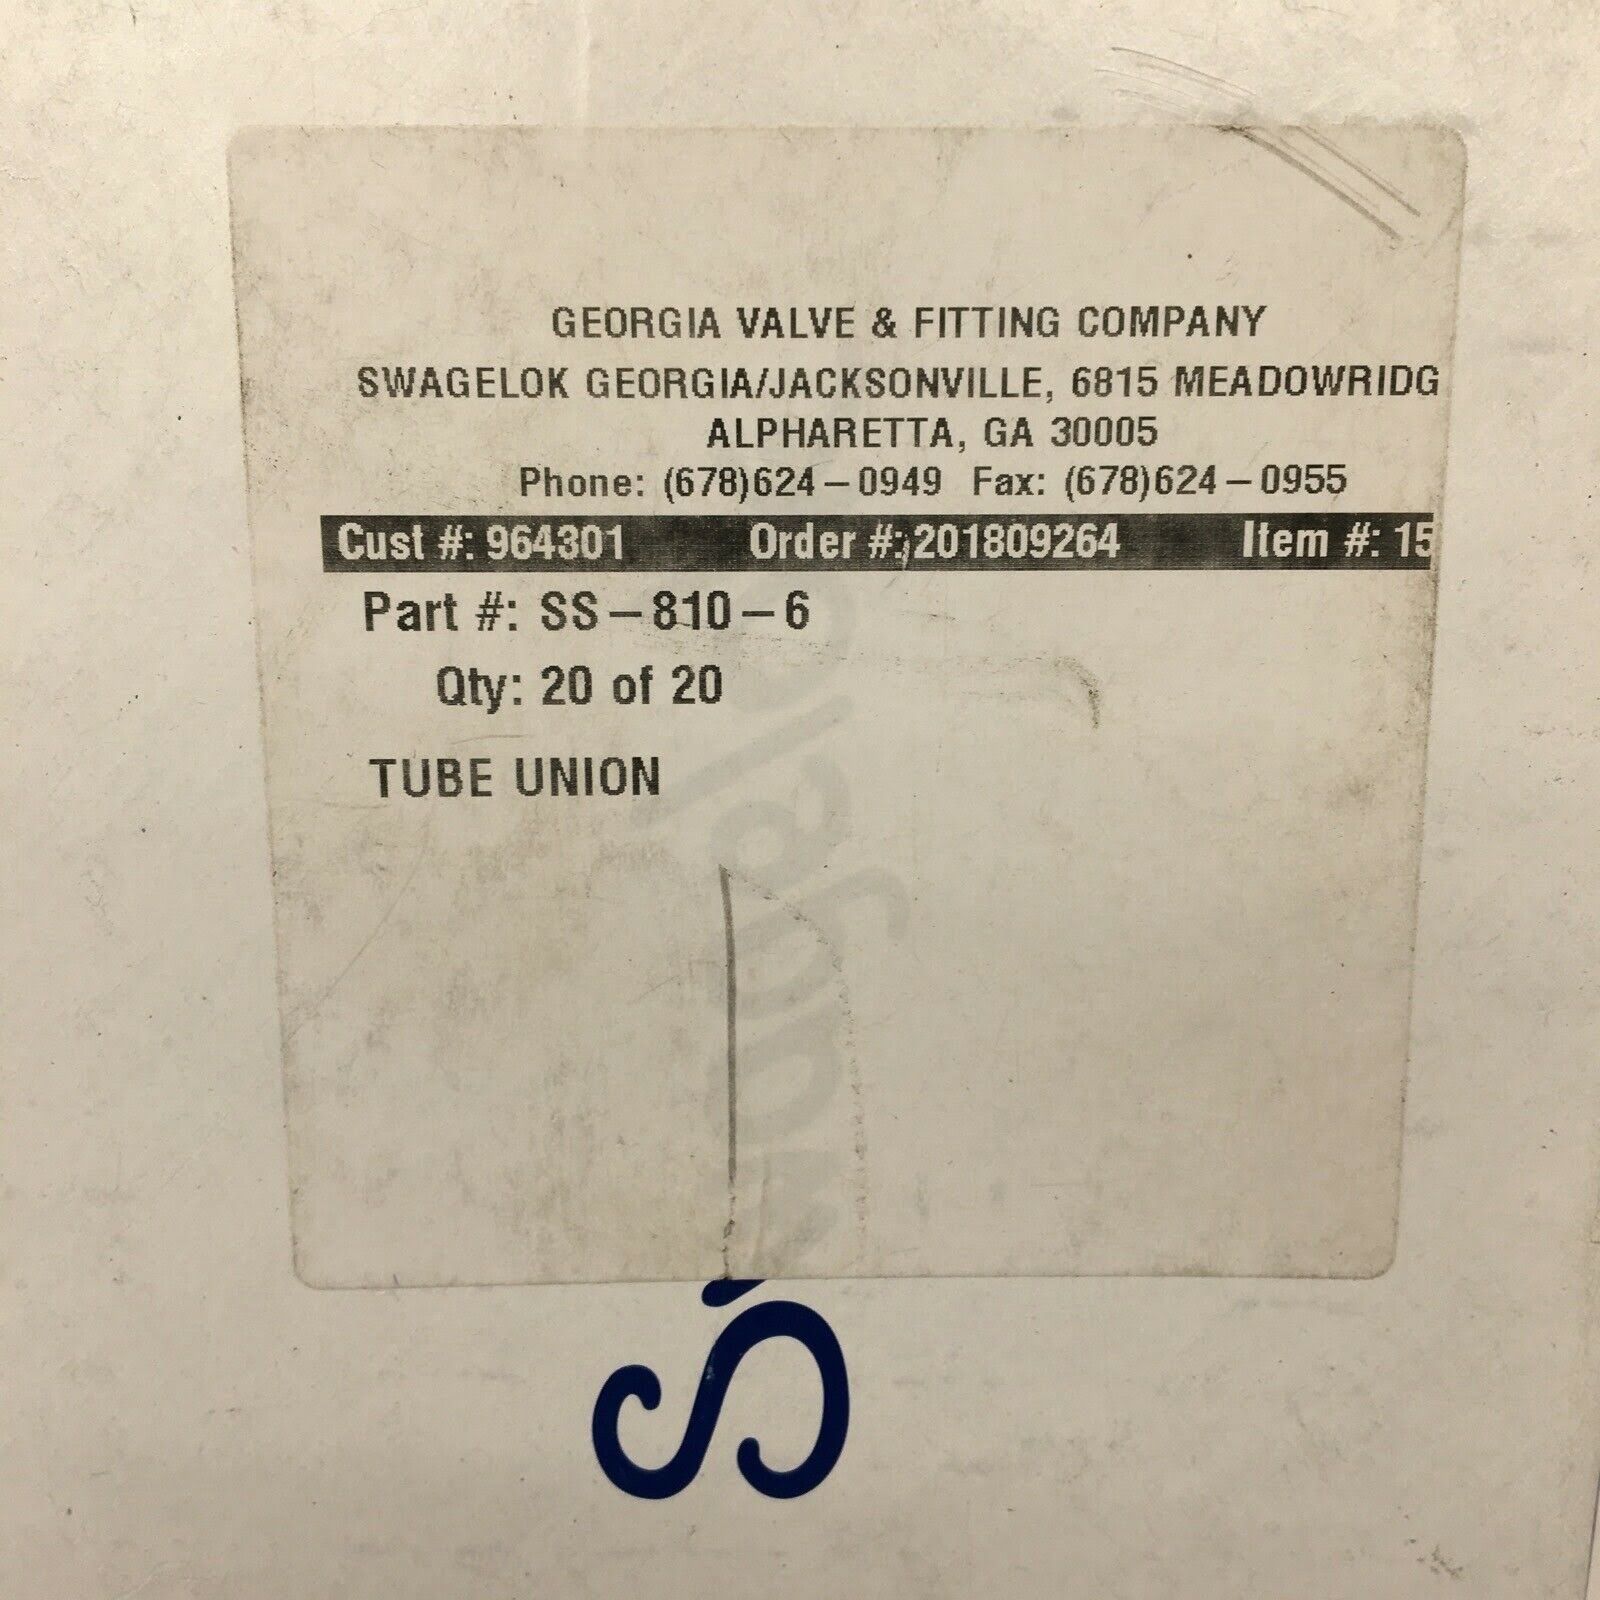 GEORGIA VALVE & FITTING COMPANY
SWAGELOK GEORGIA/JACKSONVILLE, 6815 MEADOWRIDG
ALPHARETTA, GA 30005
Phone: (678)624-0949 Fax: (678)624-0955
Cust #: 964301 Order #: 201809264 Item #: 15
Part #: SS-810-6
Qty: 20 of 20
TUBE UNION
S